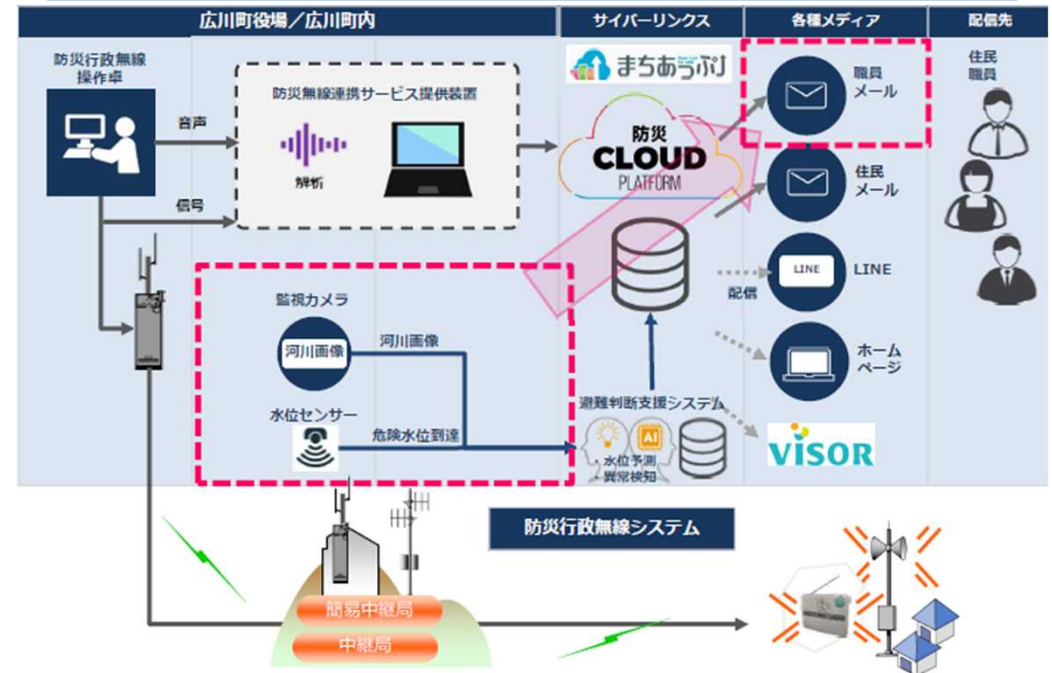 広川町役場／広川町内
サイバーリンクス
各種メディア
配信先
防災行政無線
操作卓
音声
信号
防災無線連携サービス提供装置
解析
まちあらぷり
防災
CLOUD
PLATFORM
職員
メール
住民
メール
LINE
LINE
配信
ホーム
ページ
VISOR
住民
職員
監視カメラ
河川画像
河川画像
水位センサー
危険水位到達
避難判断支援システム
AI
・水位予測
・異常検知
防災行政無線システム
簡易中継局
中継局